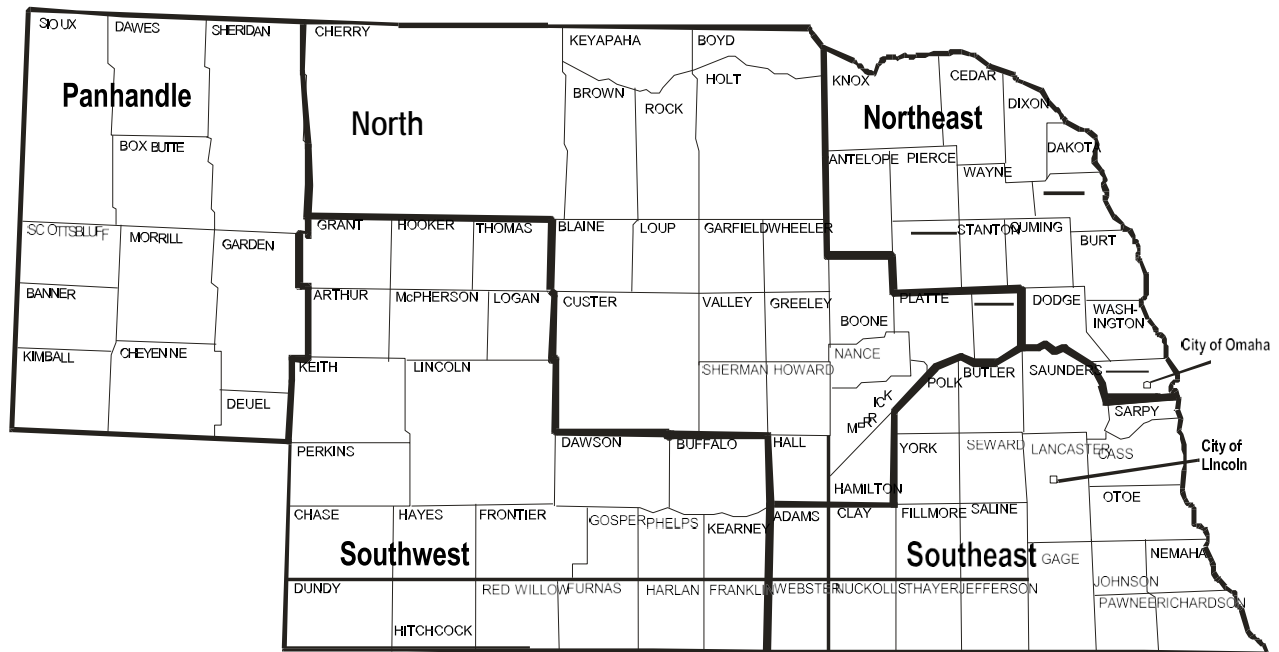 SIOUX
DAWES
SHERIDAN
CHERRY
KEYAPAHA
BOYD
Panhandle
North
BROWN
ROCK
HOLT
KNOX
CEDAR
DIXON
Northeast
DAKOTA
BOX BUTTE
ANTELOPE
PIERCE
WAYNE
SCOTTSBLUFF
MORRILL
GARDEN
GRANT
HOOKER
THOMAS
BLAINE
LOUP
GARFIELD
WHEELER
STANTON
CUMING
BURT
BANNER
ARTHUR
McPHERSON
LOGAN
CUSTER
VALLEY
GREELEY
BOONE
PLATTE
DODGE
WASH-
INGTON
KIMBALL
CHEYENNE
KEITH
LINCOLN
SHERMAN
HOWARD
NANCE
POLK
BUTLER
SAUNDERS
City of Omaha
DEUEL
MERRICK
SARPY
PERKINS
DAWSON
BUFFALO
HALL
YORK
SEWARD
LANCASTER
CASS
City of
LIncoln
HAMILTON
OTOE
CHASE
HAYES
FRONTIER
GOSPER
PHELPS
KEARNEY
ADAMS
CLAY
FILLMORE
SALINE
Southwest
Southeast
GAGE
NEMAHA
DUNDY
RED WILLOW
FURNAS
HARLAN
FRANKLIN
WEBSTER
NUCKOLLS
THAYER
JEFFERSON
JOHNSON
PAWNEE
RICHARDSON
HITCHCOCK